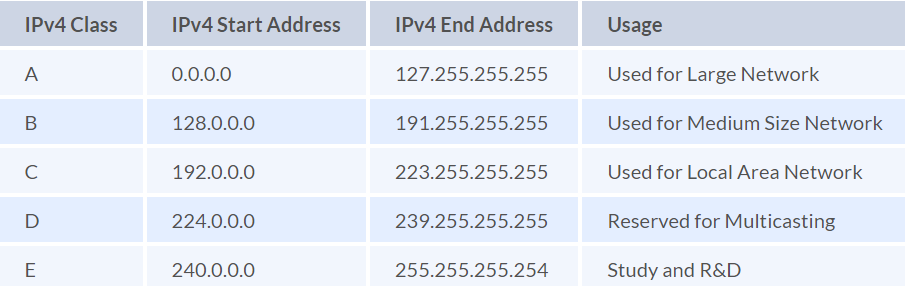 IPv4 Class IPv4 Start Address IPv4 End Address Usage
A 0.0.0.0 127.255.255.255 Used for Large Network
B 128.0.0.0 191.255.255.255 Used for Medium Size Network
C 192.0.0.0 223.255.255.255 Used for Local Area Network
D 224.0.0.0 239.255.255.255 Reserved for Multicasting
E 240.0.0.0 255.255.255.254 Study and R&D